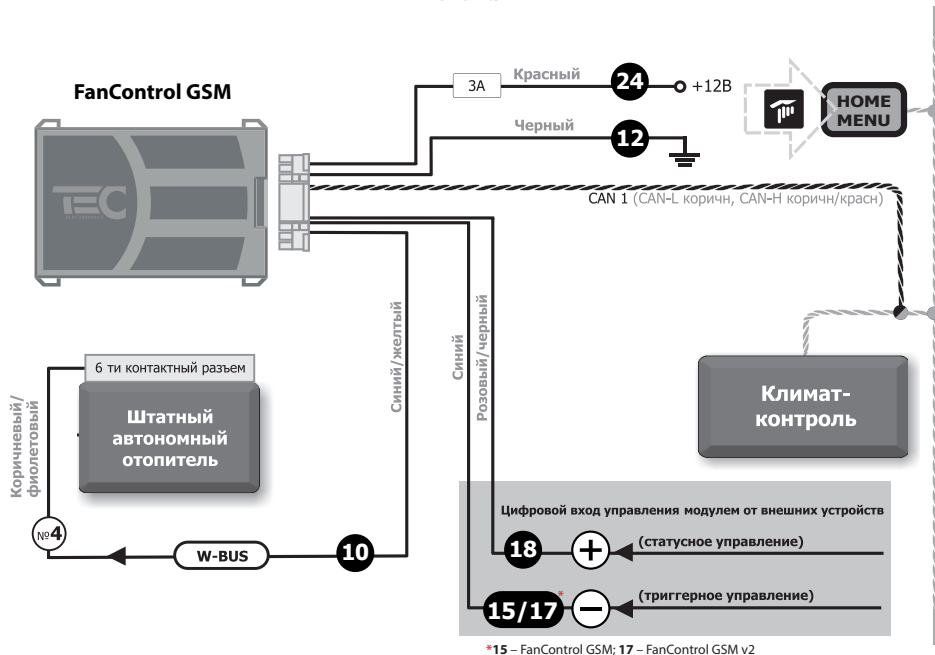 FanControl GSM
3А
Красный
24
+12В
HOME
MENU
Черный
12
CAN 1 (CAN-L коричн, CAN-H коричн/красн)
TEC
Синий/желтый
Синий
Розовый/черный
6 ти контактный разъем
Штатный
автономный
отопитель
Коричневый/
фиолетовый
Климат-
контроль
№4
W-BUS
10
Цифровой вход управления модулем от внешних устройств
18
+
(статусное управление)
15/17*
−
(триггерное управление)
*15 – FanControl GSM; 17 – FanControl GSM v2